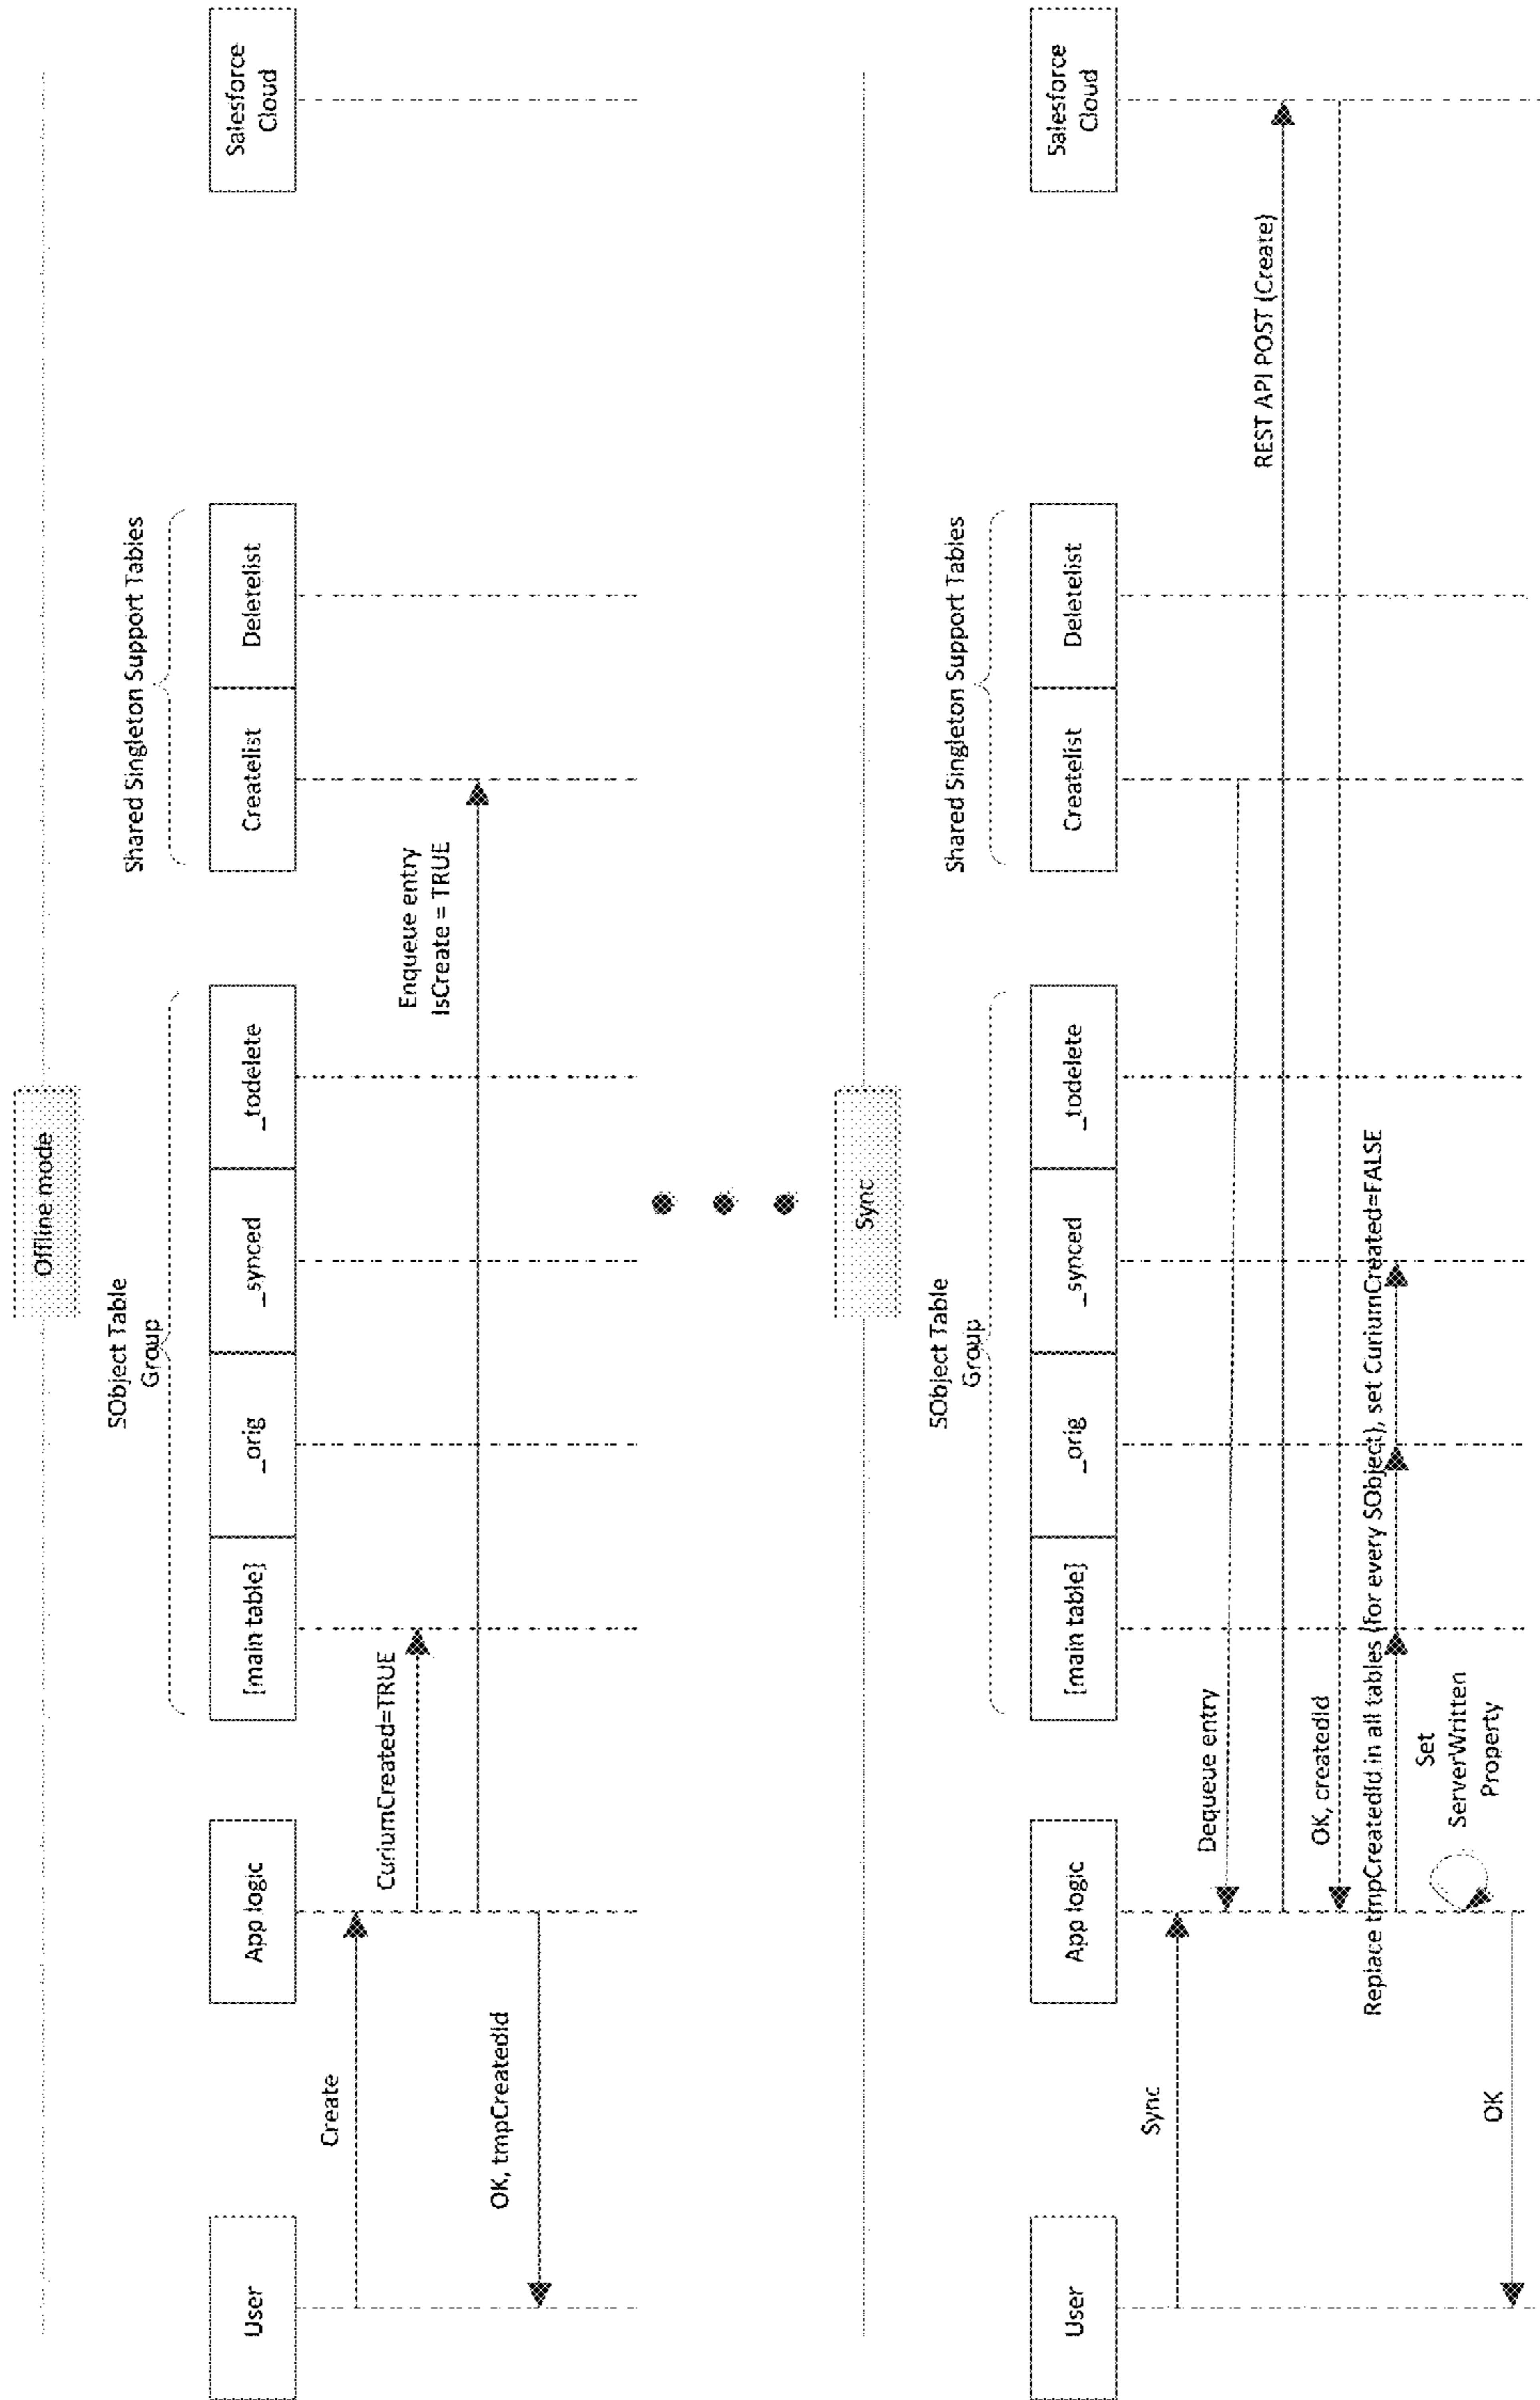 Offline mode
SObject Table
Group
Shared Singleton Support Tables
User
App logic
[main table]
_orig
_synced
_todelete
Createlist
Deletelist
Salesforce
Cloud
Create
CuriumCreated=TRUE
Enqueue entry
IsCreate = TRUE
OK, tmpCreatedId
Sync
SObject Table
Group
Shared Singleton Support Tables
User
App logic
[main table]
_orig
_synced
_todelete
Createlist
Deletelist
Salesforce
Cloud
Sync
Dequeue entry
REST API POST (Create)
OK, createdId
Replace tmpCreatedId in all tables (for every SObject), set CuriumCreated=FALSE
Set
ServerWritten
Property
OK